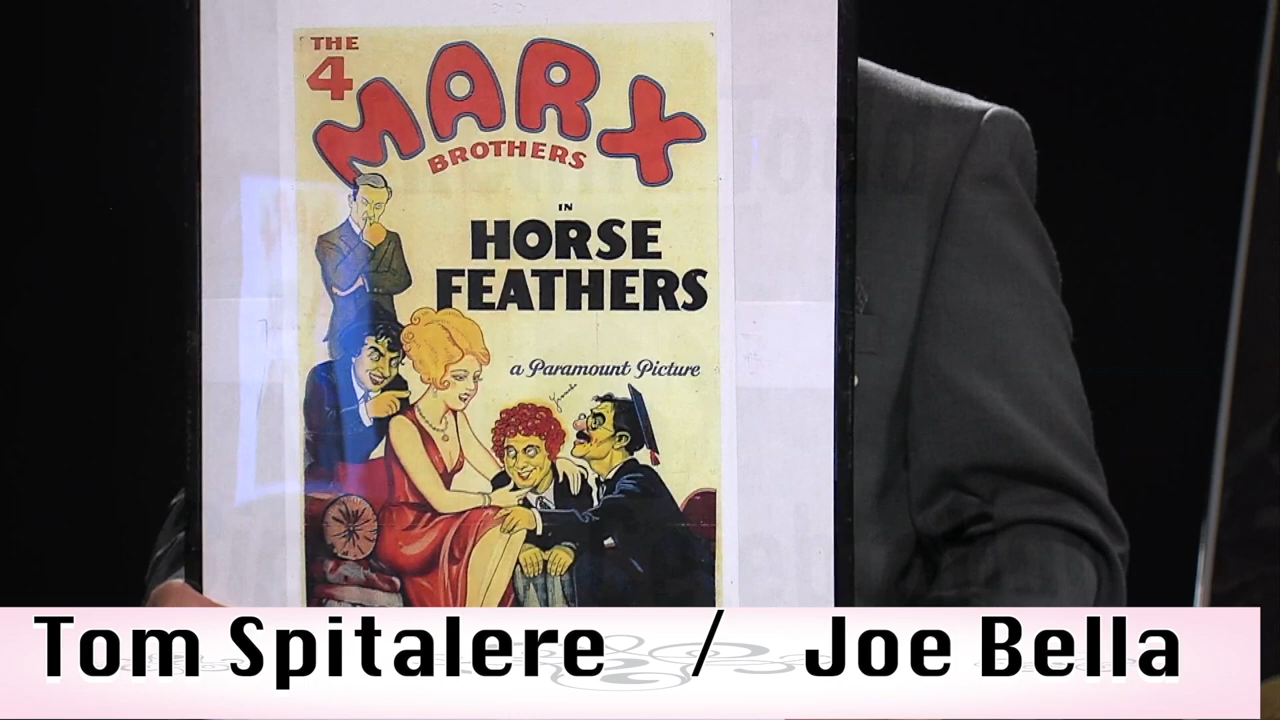 THE
4
MARX
BROTHERS
IN
HORSE
FEATHERS
a Paramount Picture
Tom Spitalere / Joe Bella